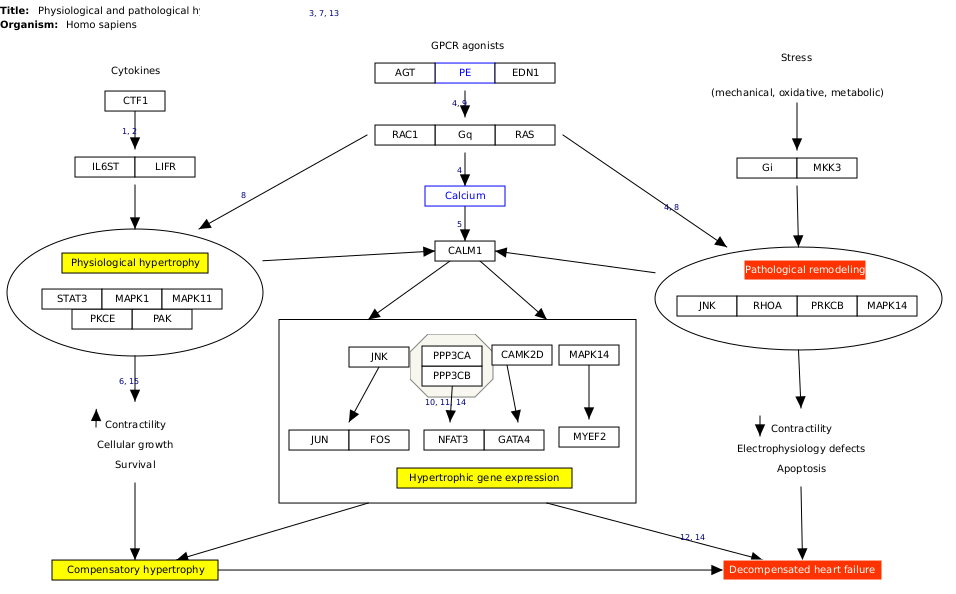 Title: Physiological and pathological hy
Organism: Homo sapiens
3, 7, 13
GPCR agonists
Cytokines
Stress
AGT PE EDN1
(mechanical, oxidative, metabolic)
CTF1
4, 9
1, 2
RAC1 Gq RAS
IL6ST LIFR
Gi MKK3
4
8
Calcium
4, 8
5
CALM1
Physiological hypertrophy
Pathological remodeling
STAT3 MAPK1 MAPK11
PKCE PAK
JNK RHOA PRKCB MAPK14
JNK
PPP3CA
PPP3CB
CAMK2D
MAPK14
6, 15
10, 11, 14
Contractility
Cellular growth
Survival
JUN FOS
NFAT3 GATA4
MYEF2
Contractility
Electrophysiology defects
Apoptosis
Hypertrophic gene expression
12, 14
Compensatory hypertrophy
Decompensated heart failure